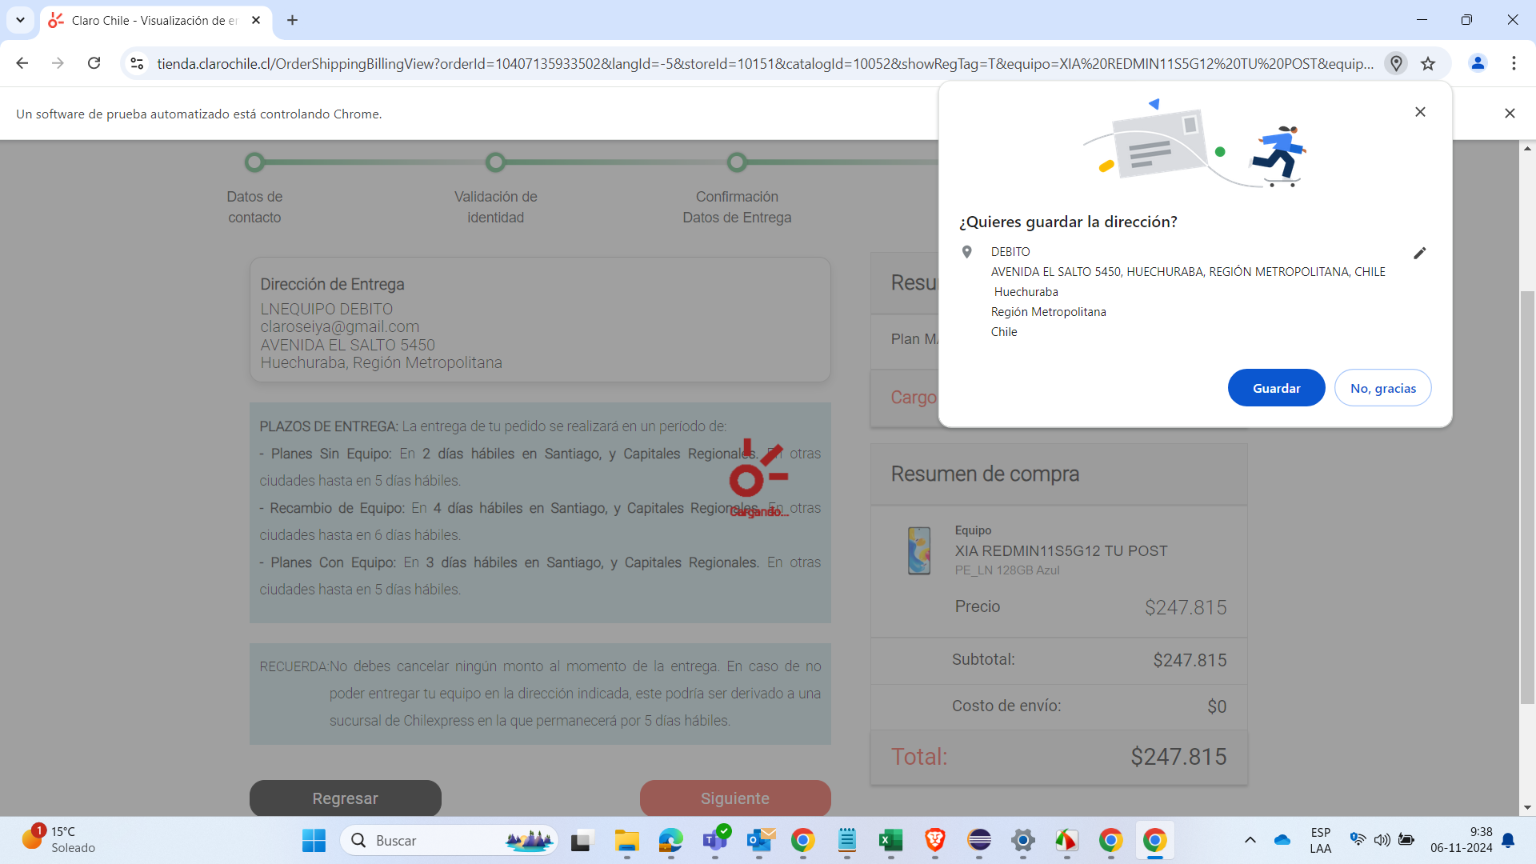 Claro Chile - Visualización de e
tienda.clarochile.cl/OrderShippingBillingView?orderId=10407135933502&langId=-5&storeId=10151&catalogId=10052&showRegTag=T&equipo=XIA%20REDMIN11S5G12%20TU%20POST&equip...
Un software de prueba automatizado está controlando Chrome.
Datos de
contacto
Validación de
identidad
Confirmación
Datos de Entrega
¿Quieres guardar la dirección?
DEBITO
AVENIDA EL SALTO 5450, HUECHURABA, REGIÓN METROPOLITANA, CHILE
Huechuraba
Región Metropolitana
Chile
Guardar
No, gracias
Dirección de Entrega
LNEQUIPO DEBITO
claroseiya@gmail.com
AVENIDA EL SALTO 5450
Huechuraba, Región Metropolitana
PLAZOS DE ENTREGA: La entrega de tu pedido se realizará en un período de:
- Planes Sin Equipo: En 2 días hábiles en Santiago, y Capitales Regionales. En otras
ciudades hasta en 5 días hábiles.
- Recambio de Equipo: En 4 días hábiles en Santiago, y Capitales Regionales. En otras
ciudades hasta en 6 días hábiles.
- Planes Con Equipo: En 3 días hábiles en Santiago, y Capitales Regionales. En otras
ciudades hasta en 5 días hábiles.
Cargando...
RECUERDA:No debes cancelar ningún monto al momento de la entrega. En caso de no
poder entregar tu equipo en la dirección indicada, este podría ser derivado a una
sucursal de Chilexpress en la que permanecerá por 5 días hábiles.
Regresar
Siguiente
Resu
Plan M
Cargo
Resumen de compra
Equipo
XIA REDMIN11S5G12 TU POST
PE_LN 128GB Azul
Precio $247.815
Subtotal: $247.815
Costo de envío: $0
Total: $247.815
1
15°C
Soleado
Buscar
ESP
LAA
9:38
06-11-2024